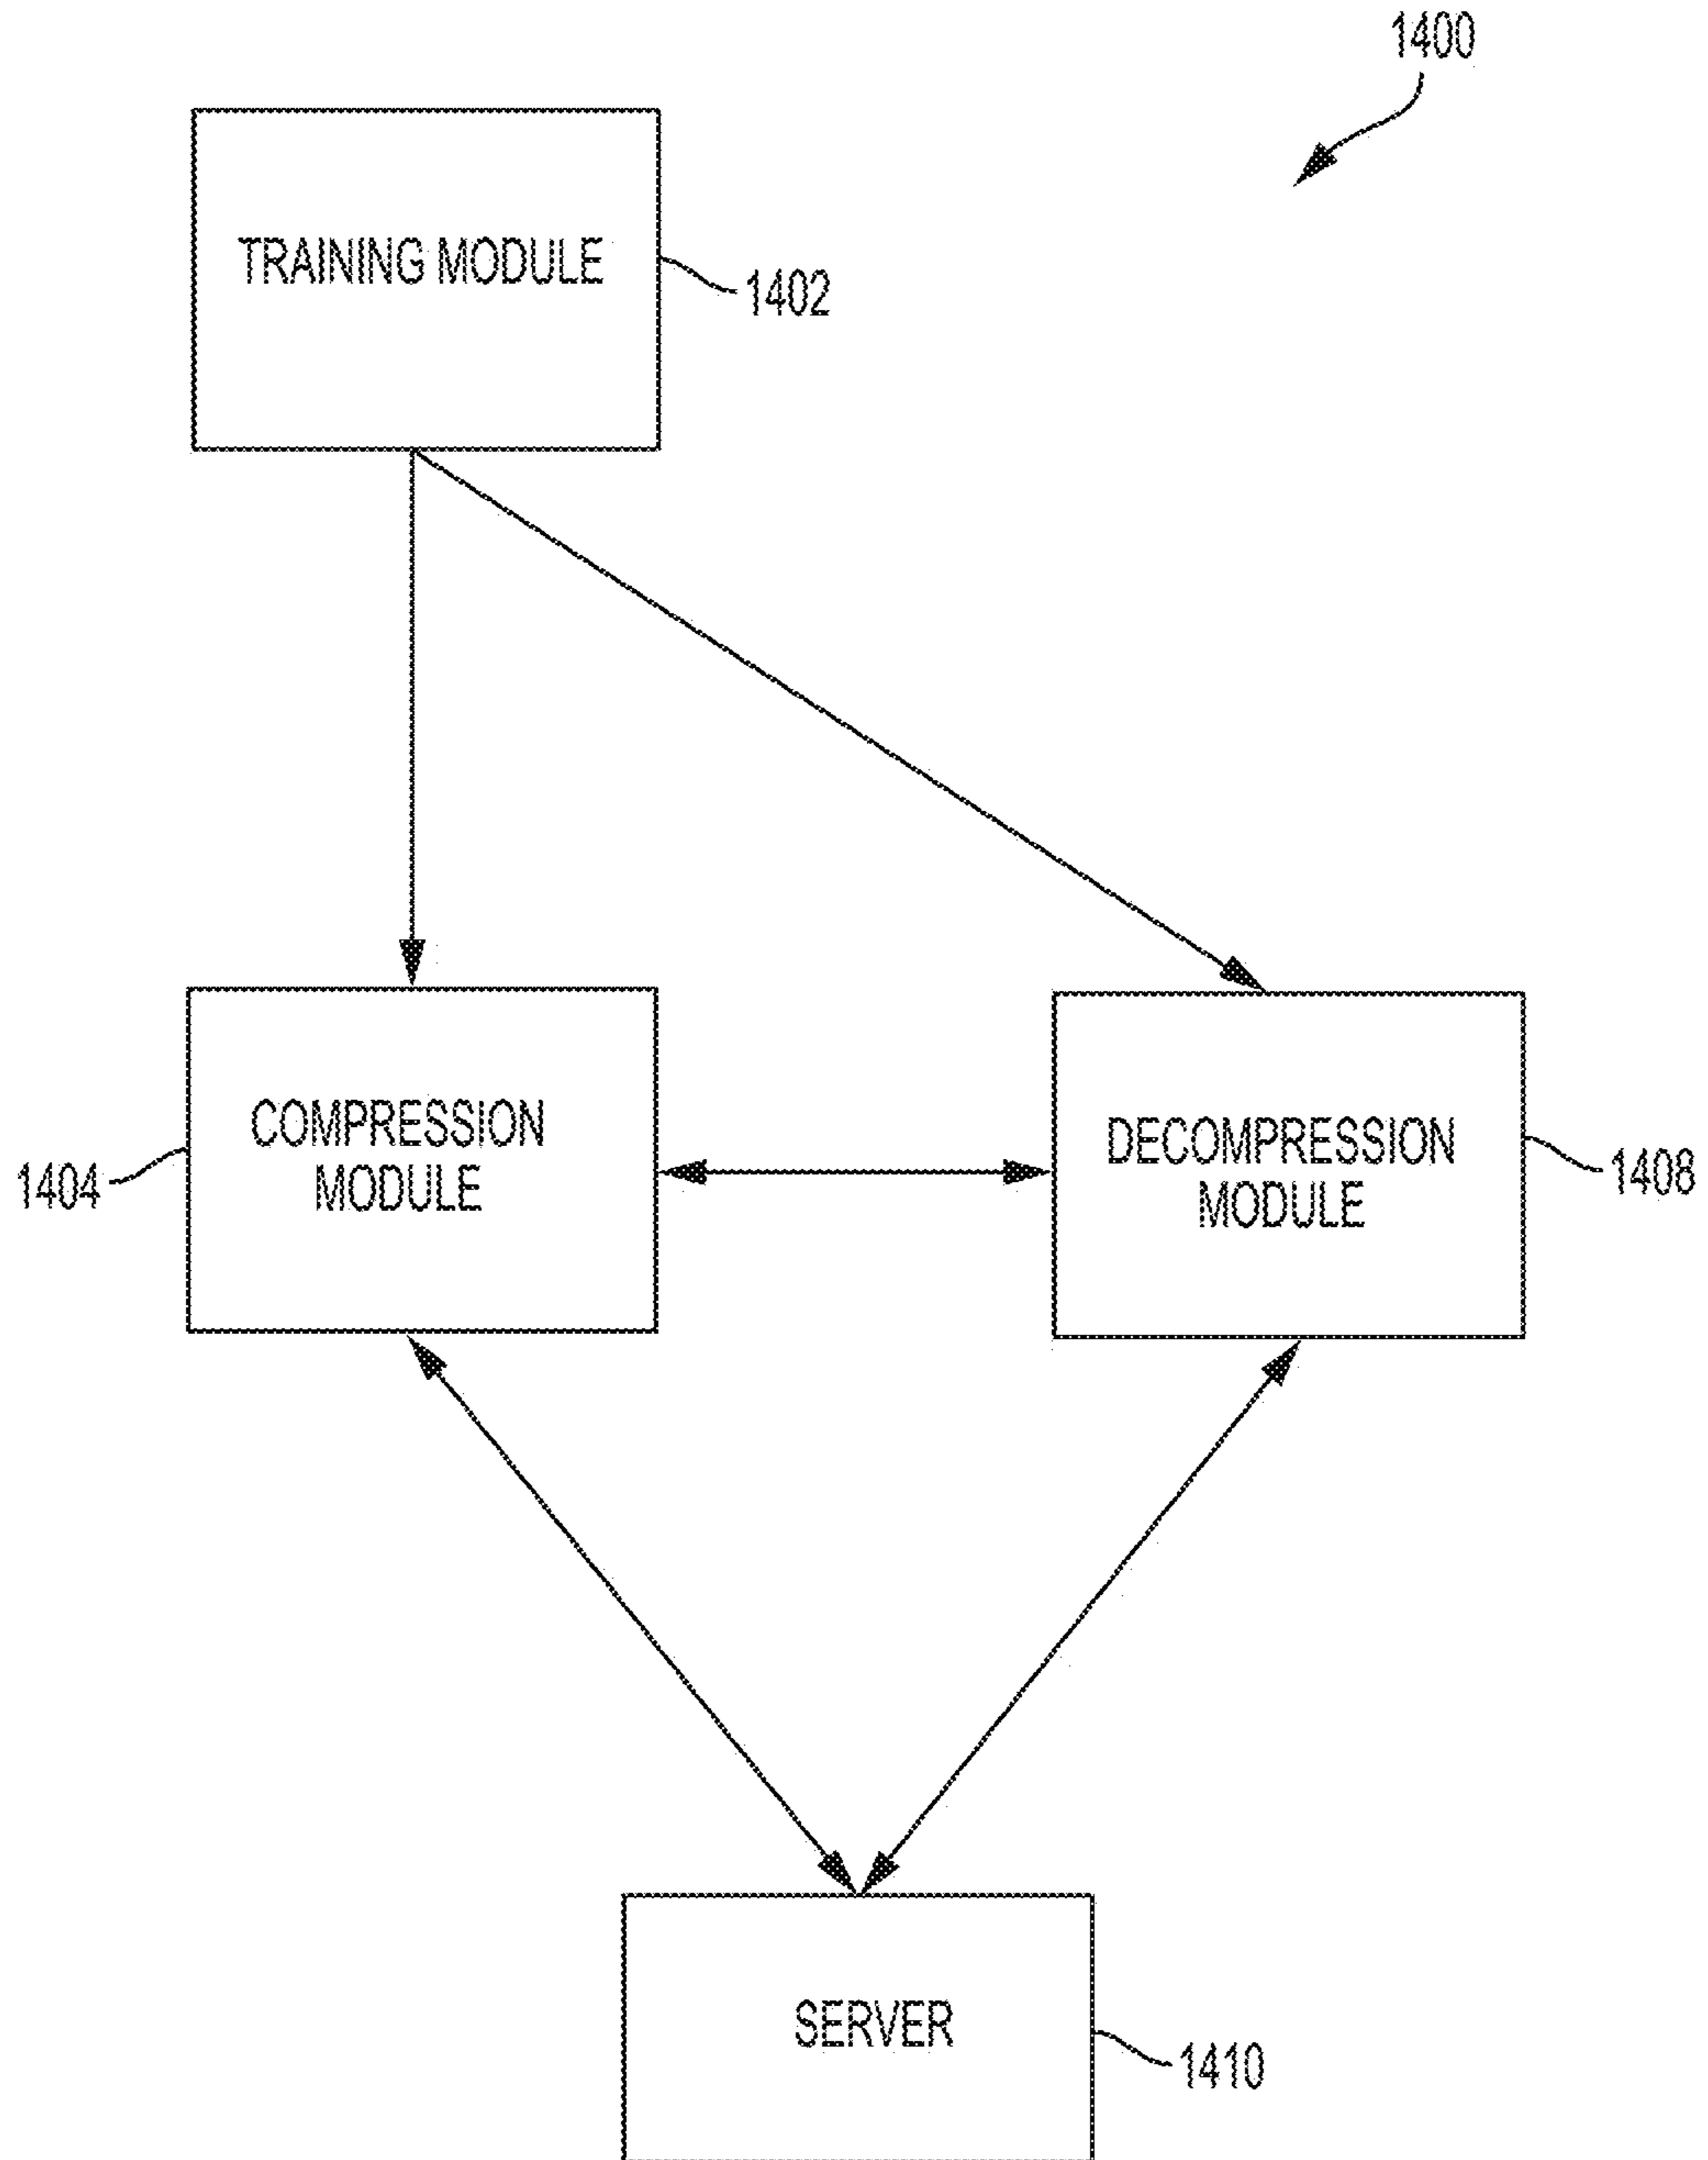 1400
TRAINING MODULE
1402
COMPRESSION
MODULE
1404
DECOMPRESSION
MODULE
1408
SERVER
1410